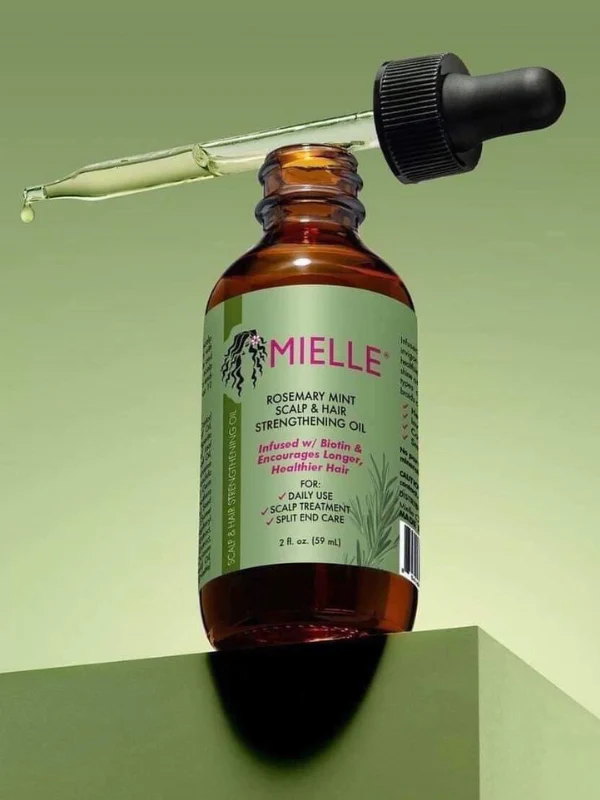 MIELLE®
ROSEMARY MINT
SCALP & HAIR
STRENGTHENING OIL
Infused w/ Biotin &
Encourages Longer,
Healthier Hair
FOR:
✓DAILY USE
✓SCALP TREATMENT
✓SPLIT END CARE
2 fl. oz. (59 mL)
SCALP & HAIR STRENGTHENING OIL